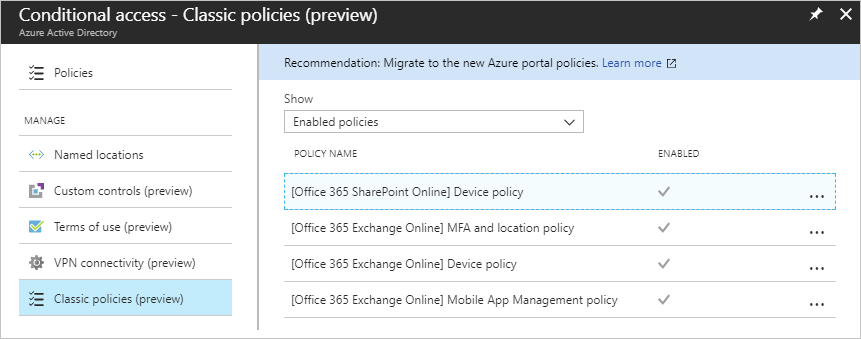 Conditional access - Classic policies (preview)
Azure Active Directory
Policies
MANAGE
Named locations
Custom controls (preview)
Terms of use (preview)
VPN connectivity (preview)
Classic policies (preview)
Recommendation: Migrate to the new Azure portal policies. Learn more
Show
Enabled policies
POLICY NAME ENABLED
[Office 365 SharePoint Online] Device policy ...
[Office 365 Exchange Online] MFA and location policy ...
[Office 365 Exchange Online] Device policy ...
[Office 365 Exchange Online] Mobile App Management policy ...